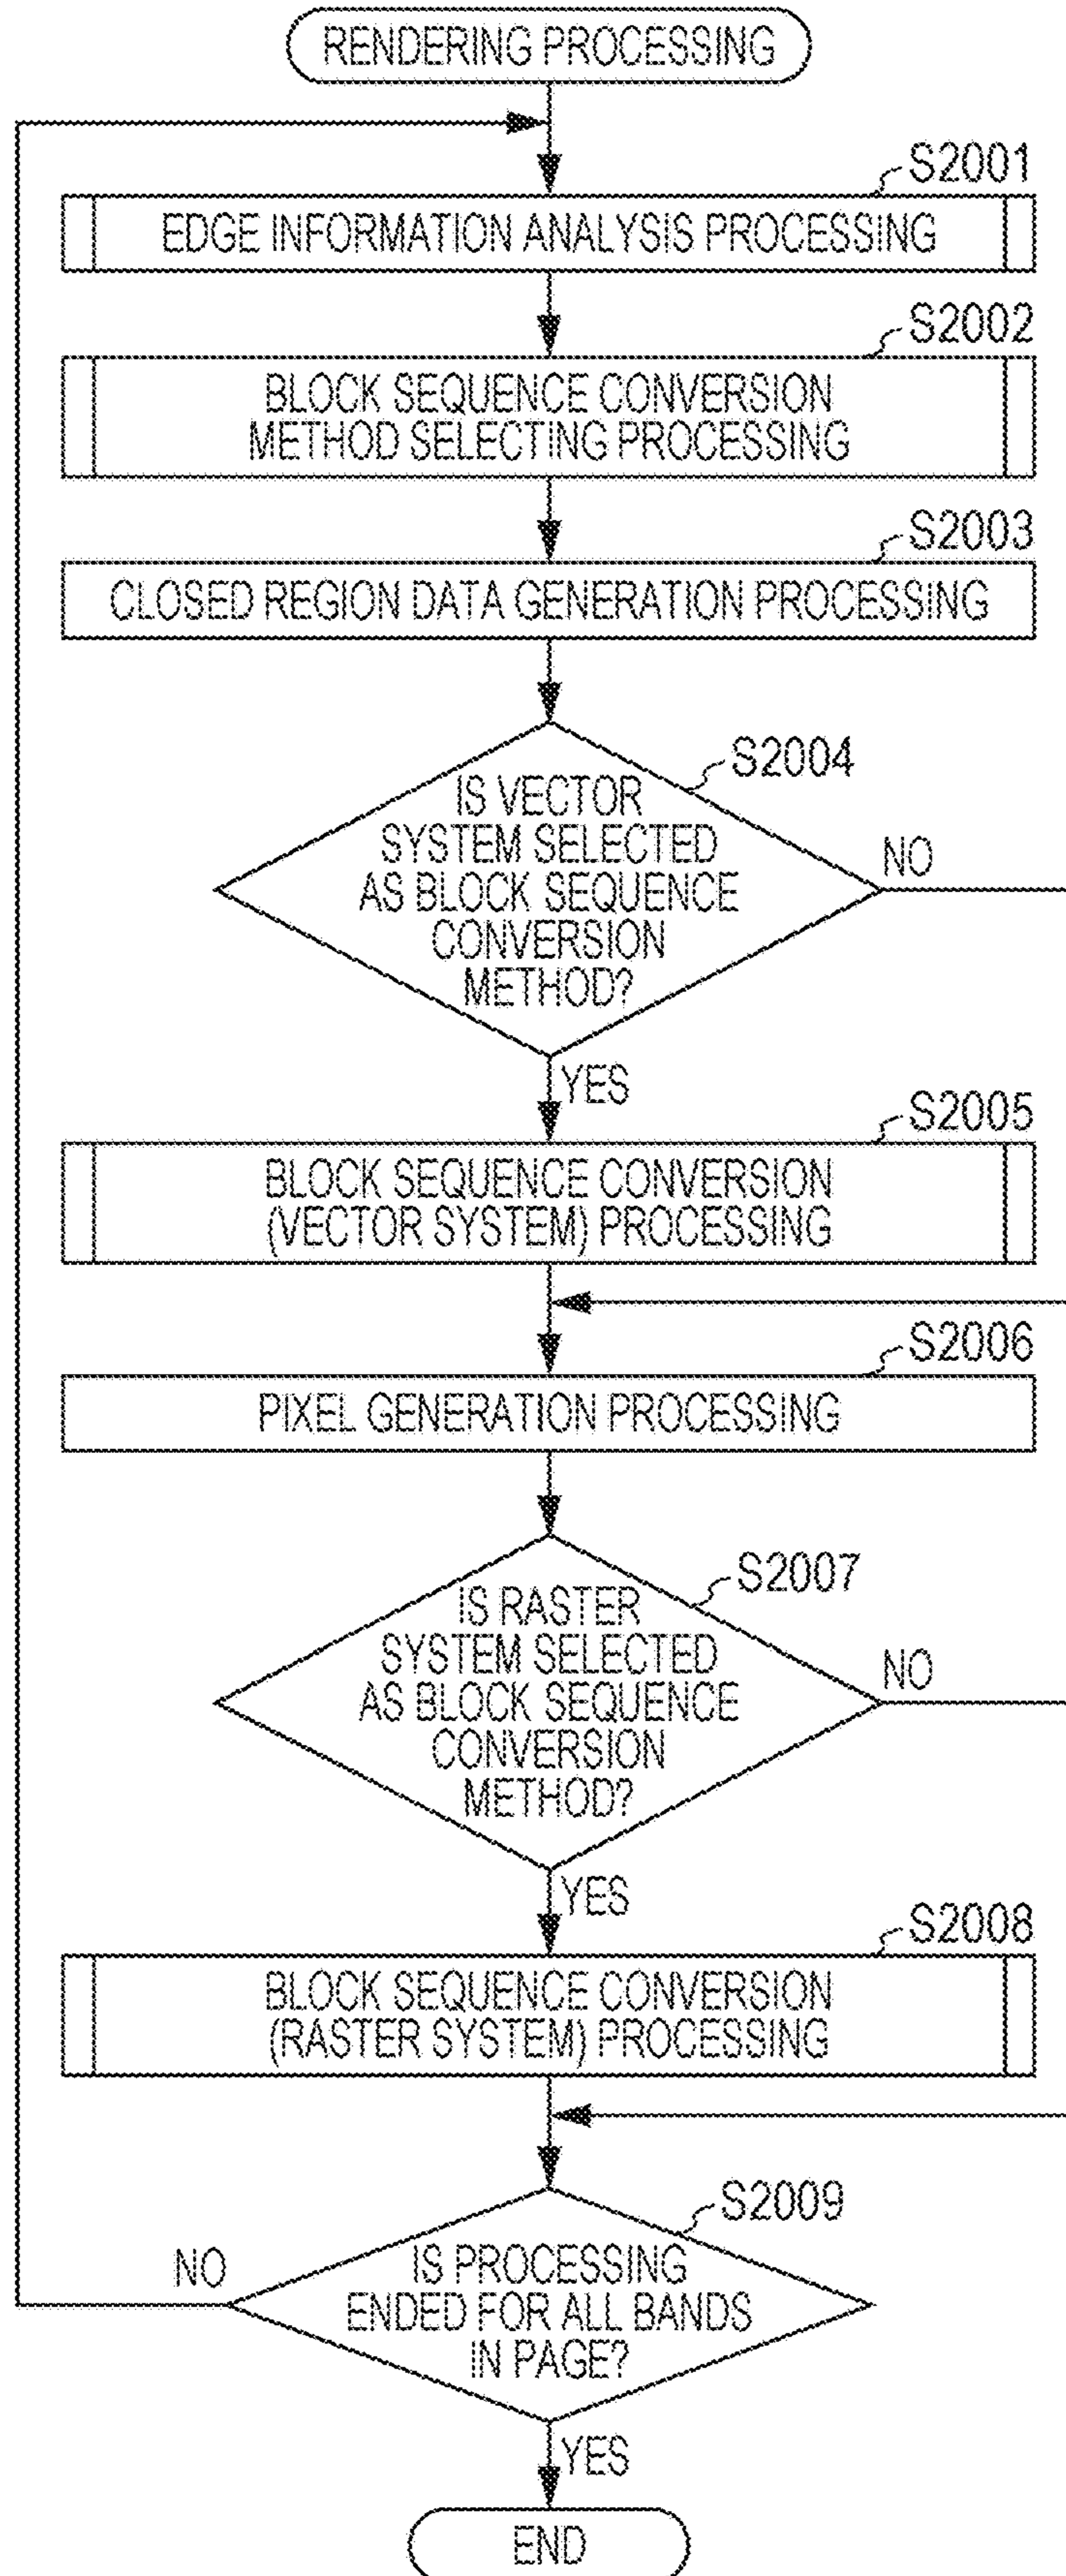 RENDERING PROCESSING
S2001
EDGE INFORMATION ANALYSIS PROCESSING
S2002
BLOCK SEQUENCE CONVERSION
METHOD SELECTING PROCESSING
S2003
CLOSED REGION DATA GENERATION PROCESSING
S2004
IS VECTOR
SYSTEM SELECTED
AS BLOCK SEQUENCE
CONVERSION
METHOD?
NO
YES
S2005
BLOCK SEQUENCE CONVERSION
(VECTOR SYSTEM) PROCESSING
S2006
PIXEL GENERATION PROCESSING
S2007
IS RASTER
SYSTEM SELECTED
AS BLOCK SEQUENCE
CONVERSION
METHOD?
NO
YES
S2008
BLOCK SEQUENCE CONVERSION
(RASTER SYSTEM) PROCESSING
S2009
NO
IS PROCESSING
ENDED FOR ALL BANDS
IN PAGE?
YES
END